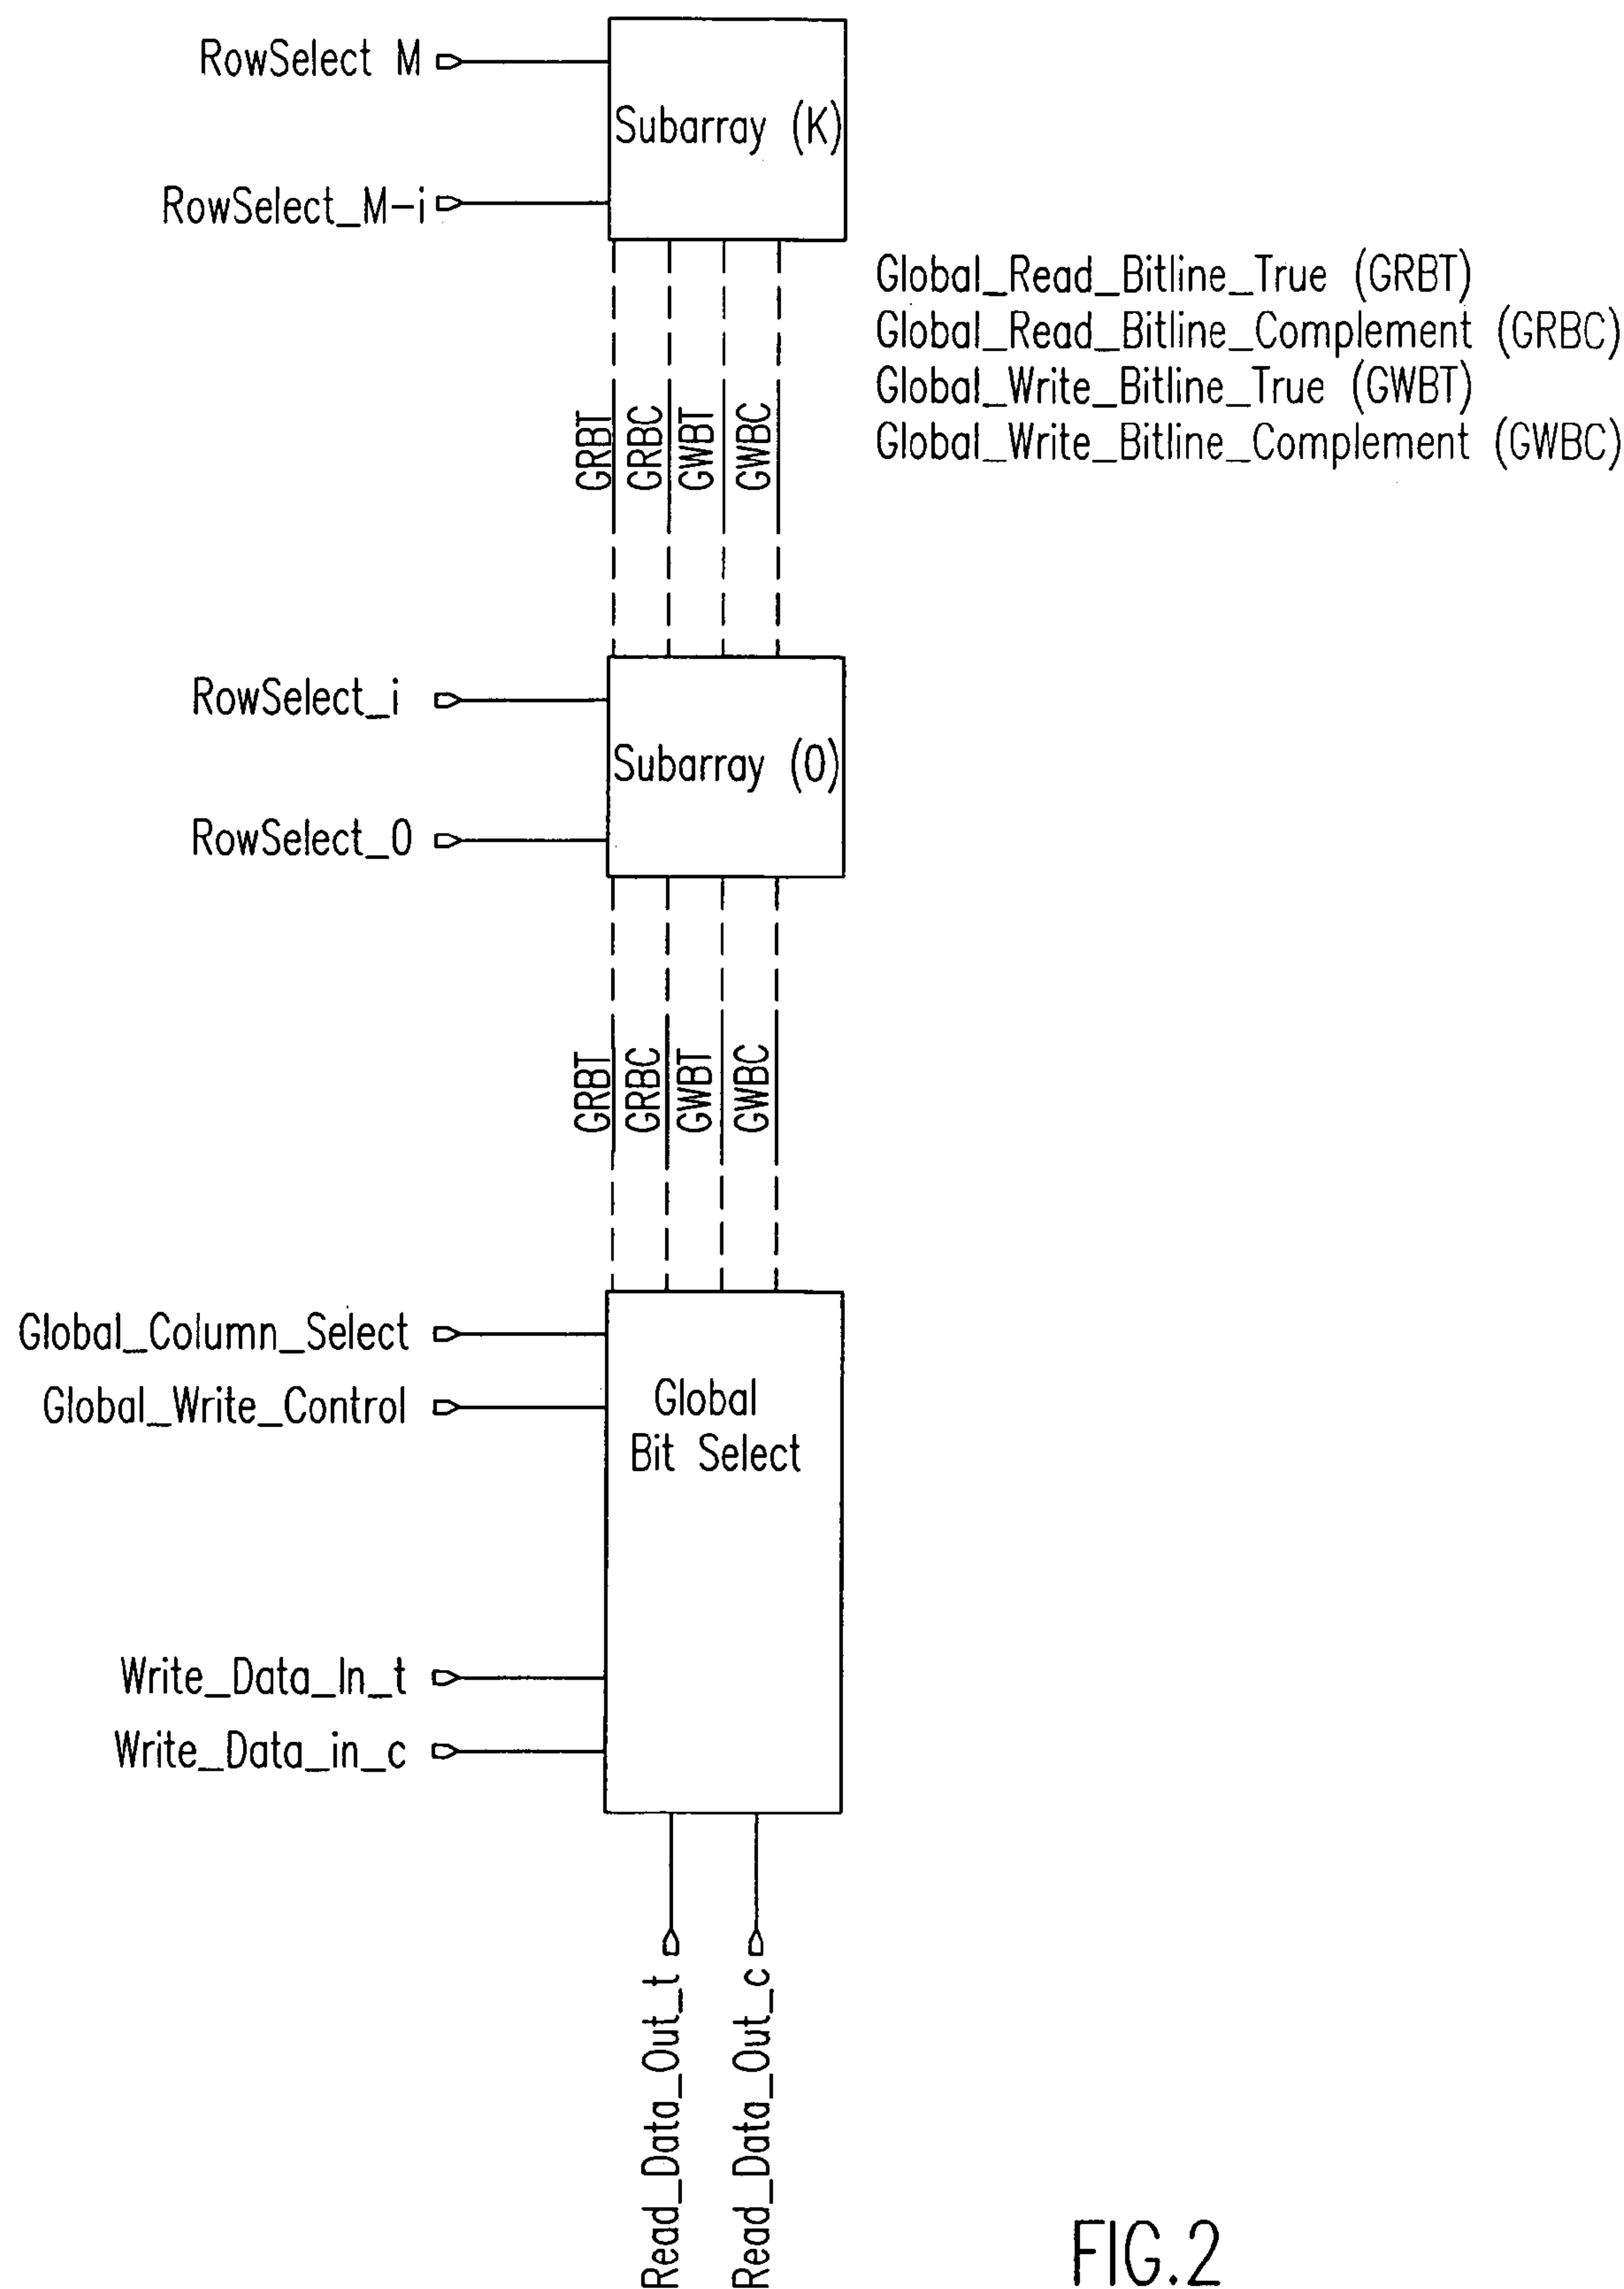 RowSelect M
Subarray (K)
RowSelect_M-i
Global_Read_Bitline_True (GRBT)
Global_Read_Bitline_Complement (GRBC)
Global_Write_Bitline_True (GWBT)
Global_Write_Bitline_Complement (GWBC)
GRBT
GRBC
GWBT
GWBC
RowSelect_i
Subarray (0)
RowSelect_0
GRBT
GRBC
GWBT
GWBC
Global_Column_Select
Global_Write_Control
Global
Bit Select
Write_Data_In_t
Write_Data_in_c
Read_Data_Out_t
Read_Data_Out_c
FIG.2